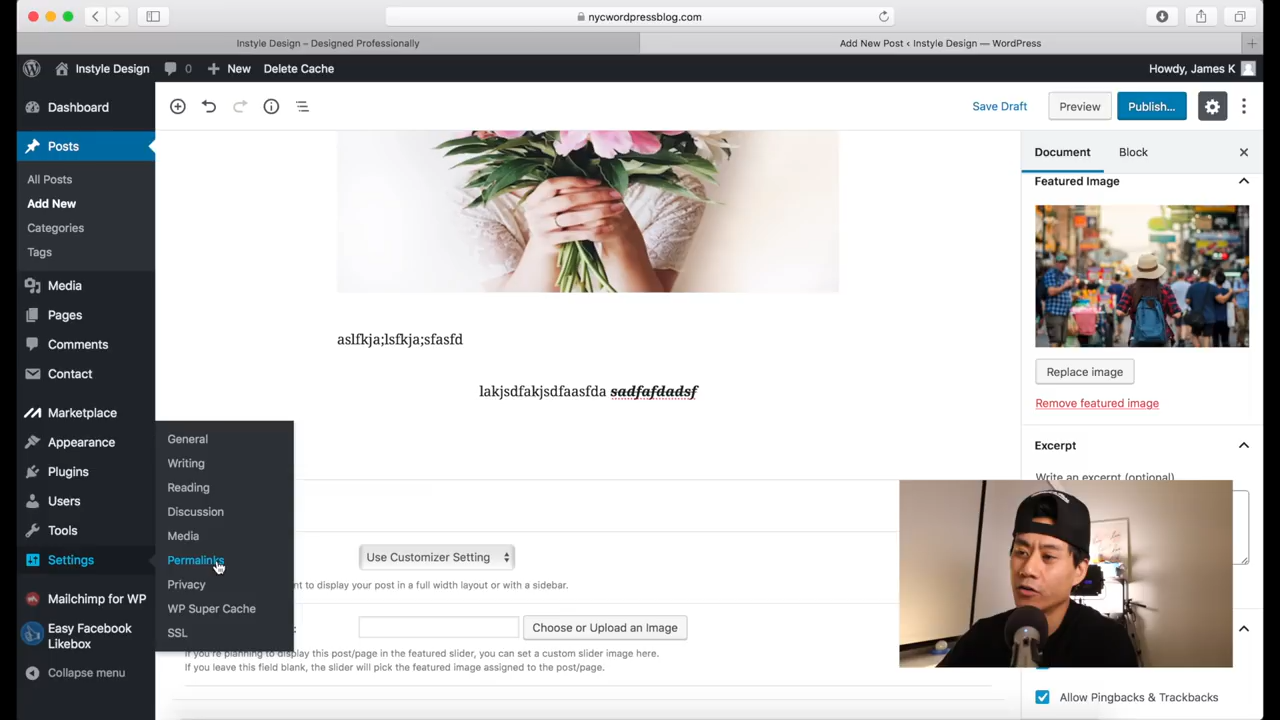 nycwordpressblog.com
Instyle Design – Designed Professionally
Add New Post ‹ Instyle Design — WordPress
Instyle Design
0
New
Delete Cache
Howdy, James K
Dashboard
Posts
All Posts
Add New
Categories
Tags
Media
Pages
Comments
Contact
Marketplace
Appearance
Plugins
Users
Tools
Settings
Mailchimp for WP
Easy Facebook
Likebox
Collapse menu
General
Writing
Reading
Discussion
Media
Permalinks
Privacy
WP Super Cache
SSL
Save Draft
Preview
Publish...
aslfkja;lsfkja;sfasfd
lakjsdfakjsdfaasfda sadfafdadsf
Use Customizer Setting
to display your post in a full width layout or with a sidebar.
Choose or Upload an Image
If you're planning to display this post/page in the featured slider, you can set a custom slider image here.
If you leave this field blank, the slider will pick the featured image assigned to the post/page.
Document
Block
Featured Image
Replace image
Remove featured image
Excerpt
Write an excerpt (optional)
Allow Pingbacks & Trackbacks